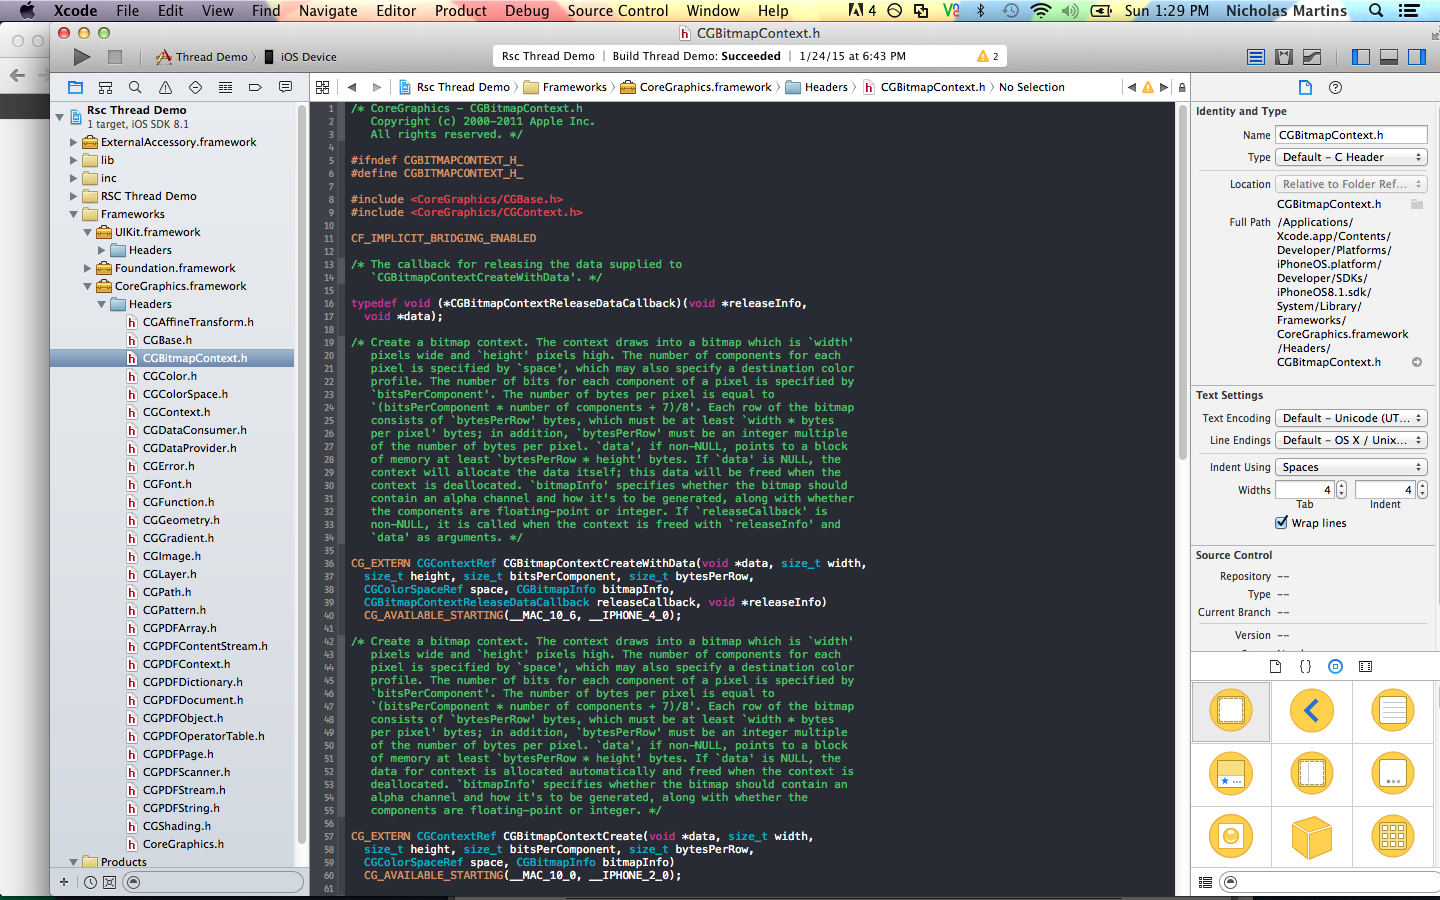 Xcode File Edit View Find Navigate Editor Product Debug Source Control Window Help 4 Sun 1:29 PM Nicholas Martins
CGBitmapContext.h
Thread Demo iOS Device
Rsc Thread Demo | Build Thread Demo: Succeeded | 1/24/15 at 6:43 PM 2
Rsc Thread Demo Frameworks CoreGraphics.framework Headers CGBitmapContext.h No Selection
Rsc Thread Demo
1 target, iOS SDK 8.1
ExternalAccessory.framework
lib
inc
RSC Thread Demo
Frameworks
UIKit.framework
Headers
Foundation.framework
CoreGraphics.framework
Headers
CGAffineTransform.h
CGBase.h
CGBitmapContext.h
CGColor.h
CGColorSpace.h
CGContext.h
CGDataConsumer.h
CGDataProvider.h
CGError.h
CGFont.h
CGFunction.h
CGGeometry.h
CGGradient.h
CGImage.h
CGLayer.h
CGPath.h
CGPattern.h
CGPDFArray.h
CGPDFContentStream.h
CGPDFContext.h
CGPDFDictionary.h
CGPDFDocument.h
CGPDFObject.h
CGPDFOperatorTable.h
CGPDFPage.h
CGPDFScanner.h
CGPDFStream.h
CGPDFString.h
CGShading.h
CoreGraphics.h
Products
1 /* CoreGraphics - CGBitmapContext.h
2 Copyright (c) 2000-2011 Apple Inc.
3 All rights reserved. */
4
5 #ifndef CGBITMAPCONTEXT_H_
6 #define CGBITMAPCONTEXT_H_
7
8 #include <CoreGraphics/CGBase.h>
9 #include <CoreGraphics/CGContext.h>
10
11 CF_IMPLICIT_BRIDGING_ENABLED
12
13 /* The callback for releasing the data supplied to
14 `CGBitmapContextCreateWithData'. */
15
16 typedef void (*CGBitmapContextReleaseDataCallback)(void *releaseInfo,
17 void *data);
18
19 /* Create a bitmap context. The context draws into a bitmap which is `width'
20 pixels wide and `height' pixels high. The number of components for each
21 pixel is specified by `space', which may also specify a destination color
22 profile. The number of bits for each component of a pixel is specified by
23 `bitsPerComponent'. The number of bytes per pixel is equal to
24 `(bitsPerComponent * number of components + 7)/8'. Each row of the bitmap
25 consists of `bytesPerRow' bytes, which must be at least `width * bytes
26 per pixel' bytes; in addition, `bytesPerRow' must be an integer multiple
27 of the number of bytes per pixel. `data', if non-NULL, points to a block
28 of memory at least `bytesPerRow * height' bytes. If `data' is NULL, the
29 context will allocate the data itself; this data will be freed when the
30 context is deallocated. `bitmapInfo' specifies whether the bitmap should
31 contain an alpha channel and how it's to be generated, along with whether
32 the components are floating-point or integer. If `releaseCallback' is
33 non-NULL, it is called when the context is freed with `releaseInfo' and
34 `data' as arguments. */
35
36 CG_EXTERN CGContextRef CGBitmapContextCreateWithData(void *data, size_t width,
37 size_t height, size_t bitsPerComponent, size_t bytesPerRow,
38 CGColorSpaceRef space, CGBitmapInfo bitmapInfo,
39 CGBitmapContextReleaseDataCallback releaseCallback, void *releaseInfo)
40 CG_AVAILABLE_STARTING(__MAC_10_6, __IPHONE_4_0);
41
42 /* Create a bitmap context. The context draws into a bitmap which is `width'
43 pixels wide and `height' pixels high. The number of components for each
44 pixel is specified by `space', which may also specify a destination color
45 profile. The number of bits for each component of a pixel is specified by
46 `bitsPerComponent'. The number of bytes per pixel is equal to
47 `(bitsPerComponent * number of components + 7)/8'. Each row of the bitmap
48 consists of `bytesPerRow' bytes, which must be at least `width * bytes
49 per pixel' bytes; in addition, `bytesPerRow' must be an integer multiple
50 of the number of bytes per pixel. `data', if non-NULL, points to a block
51 of memory at least `bytesPerRow * height' bytes. If `data' is NULL, the
52 data for context is allocated automatically and freed when the context is
53 deallocated. `bitmapInfo' specifies whether the bitmap should contain an
54 alpha channel and how it's to be generated, along with whether the
55 components are floating-point or integer. */
56
57 CG_EXTERN CGContextRef CGBitmapContextCreate(void *data, size_t width,
58 size_t height, size_t bitsPerComponent, size_t bytesPerRow,
59 CGColorSpaceRef space, CGBitmapInfo bitmapInfo)
60 CG_AVAILABLE_STARTING(__MAC_10_0, __IPHONE_2_0);
61
Identity and Type
Name CGBitmapContext.h
Type Default - C Header
Location Relative to Folder Ref...
CGBitmapContext.h
Full Path /Applications/
Xcode.app/Contents/
Developer/Platforms/
iPhoneOS.platform/
Developer/SDKs/
iPhoneOS8.1.sdk/
System/Library/
Frameworks/
CoreGraphics.framework
/Headers/
CGBitmapContext.h
Text Settings
Text Encoding Default - Unicode (UT...
Line Endings Default - OS X / Unix...
Indent Using Spaces
Widths 4 4
Tab Indent
Wrap lines
Source Control
Repository --
Type --
Current Branch --
Version --